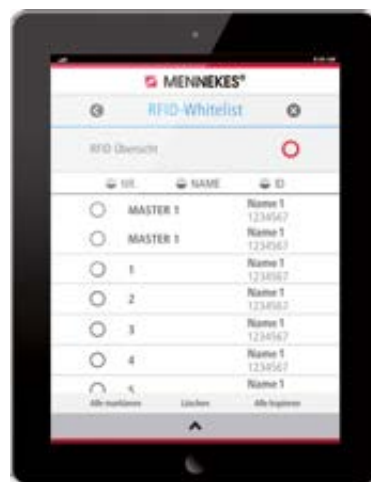 MENNEKES®
RFID-Whitelist
RFID Übersicht
NR. NAME ID
MASTER 1 Name 1
1234567
MASTER 1 Name 1
1234567
1 Name 1
1234567
2 Name 1
1234567
3 Name 1
1234567
4 Name 1
1234567
5 Name 1
Alle markieren Löschen Alle kopieren